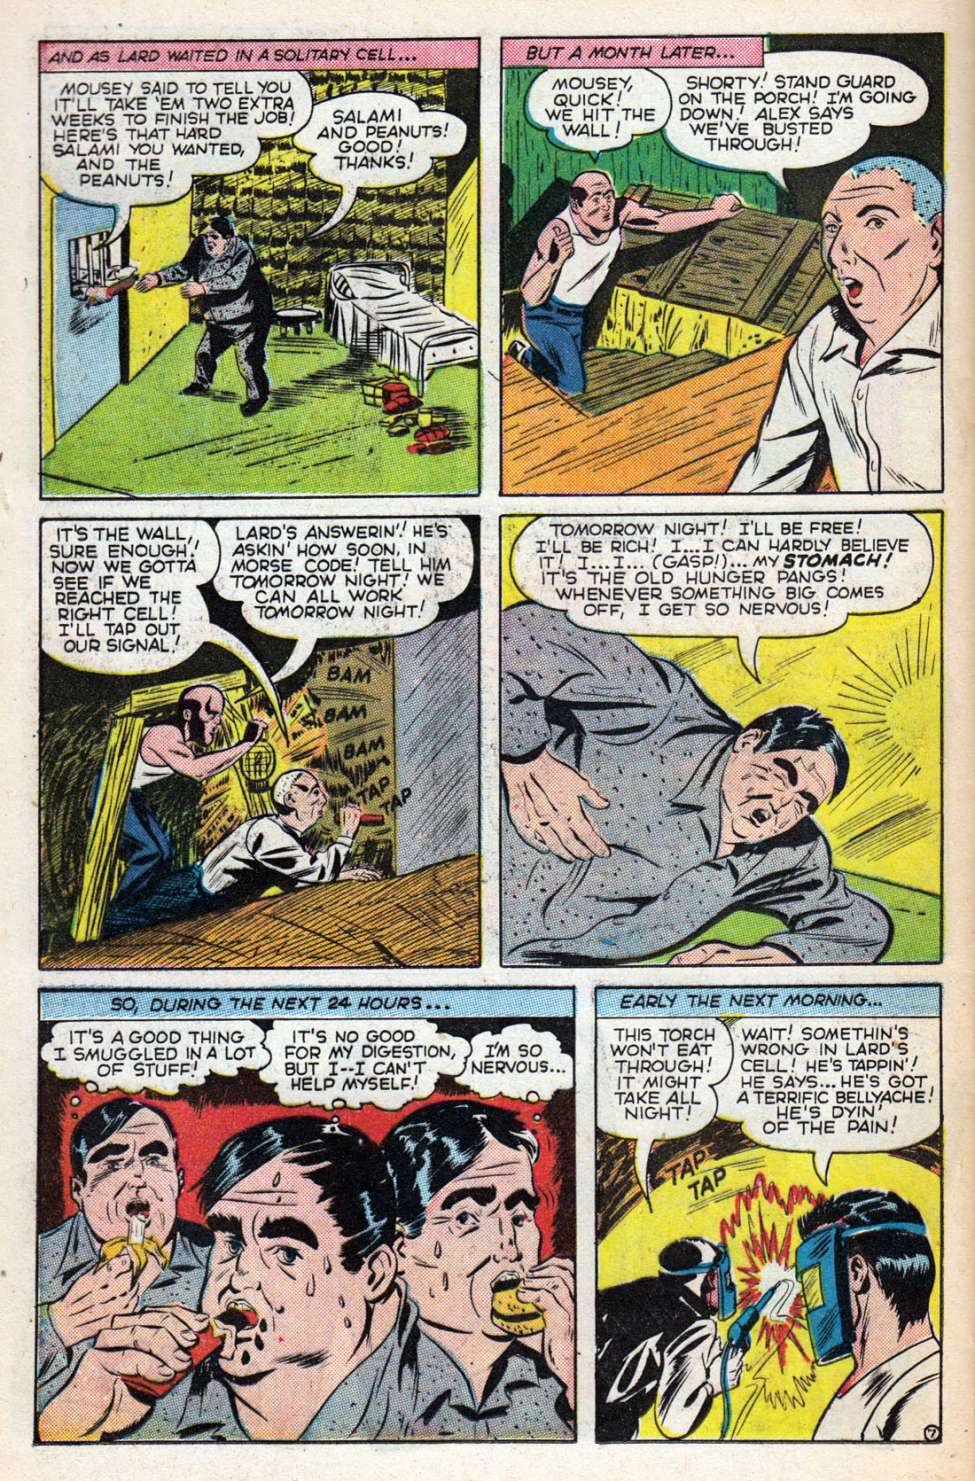 AND AS LARD WAITED IN A SOLITARY CELL...
MOUSEY SAID TO TELL YOU
IT'LL TAKE 'EM TWO EXTRA
WEEKS TO FINISH THE JOB!
HERE'S THAT HARD
SALAMI YOU WANTED,
AND THE
PEANUTS!
SALAMI
AND PEANUTS!
GOOD!
THANKS!
BUT A MONTH LATER...
MOUSEY,
QUICK!
WE HIT THE
WALL!
SHORTY! STAND GUARD
ON THE PORCH! I'M GOING
DOWN! ALEX SAYS
WE'VE BUSTED
THROUGH!
IT'S THE WALL,
SURE ENOUGH!
NOW WE GOTTA
SEE IF WE
REACHED THE
RIGHT CELL!
I'LL TAP OUT
OUR SIGNAL!
LARD'S ANSWERIN'! HE'S
ASKIN' HOW SOON, IN
MORSE CODE! TELL HIM
TOMORROW NIGHT! WE
CAN ALL WORK
TOMORROW NIGHT!
BAM
BAM
BAM
TAP
TAP
TOMORROW NIGHT! I'LL BE FREE!
I'LL BE RICH! I...I CAN HARDLY BELIEVE
IT! I...I... (GASP!)... MY STOMACH!
IT'S THE OLD HUNGER PANGS!
WHENEVER SOMETHING BIG COMES
OFF, I GET SO NERVOUS!
SO, DURING THE NEXT 24 HOURS...
IT'S A GOOD THING
I SMUGGLED IN A LOT
OF STUFF!
IT'S NO GOOD
FOR MY DIGESTION,
BUT I--I CAN'T
HELP MYSELF!
I'M SO
NERVOUS...
EARLY THE NEXT MORNING...
THIS TORCH
WON'T EAT
THROUGH!
IT MIGHT
TAKE ALL
NIGHT!
WAIT! SOMETHIN'S
WRONG IN LARD'S
CELL! HE'S TAPPIN'!
HE SAYS... HE'S GOT
A TERRIFIC BELLYACHE!
HE'S DYIN'
OF THE PAIN!
TAP
TAP
7